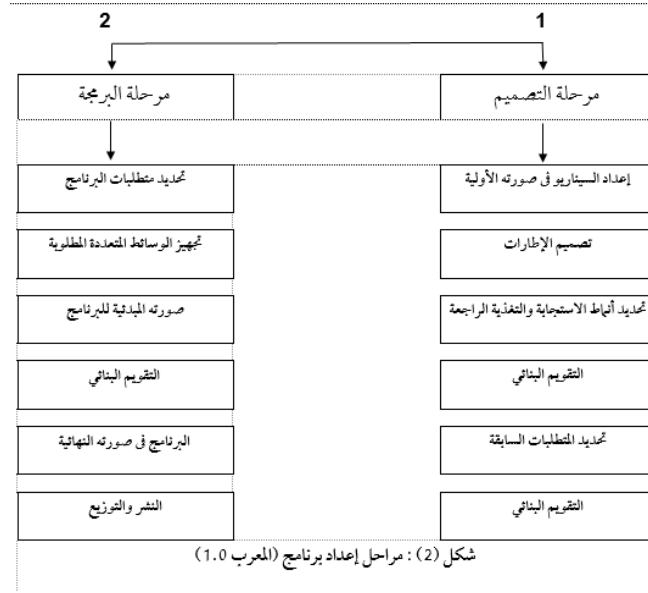 1
2
مرحلة التصميم
مرحلة البرمجة
إعداد السيناريو فى صورته الأولية
تحديد متطلبات البرنامج
تصميم الإطارات
تجهيز الوسائط المتعددة المطلوبة
تحديد أنماط الاستجابة والتغذية الراجعة
صورته المبدئية للبرنامج
التقويم البنائي
التقويم البنائي
تحديد المتطلبات السابقة
البرنامج فى صورته النهائية
التقويم البنائي
النشر والتوزيع
شكل (2) : مراحل إعداد برنامج (المعرب 1.0)